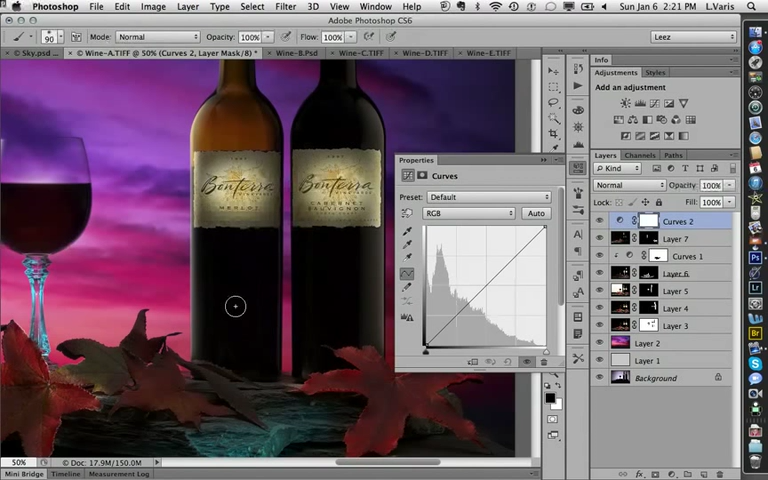 Photoshop File Edit Image Layer Type Select Filter 3D View Window Help Sun Jan 6 2:21 PM L.Varis
Adobe Photoshop CS6
90 Mode: Normal Opacity: 100% Flow: 100% Leez
× © Sky.psd ... × © Wine-A.TIFF @ 50% (Curves 2, Layer Mask/8) * × Wine-B.Psd × Wine-C.TIFF × Wine-D.TIFF × Wine-E.TIFF
Info
Adjustments Styles
Add an adjustment
Layers Channels Paths
Kind
Normal Opacity: 100%
Lock: Fill: 100%
Curves 2
Layer 7
Curves 1
Layer 6
Layer 5
Layer 4
Layer 3
Layer 2
Layer 1
Background
Properties
Curves
Preset: Default
RGB Auto
Bonterra
MERLOT
Bonterra
CABERNET
SAUVIGNON
50% © Doc: 17.9M/150.0M
Mini Bridge Timeline Measurement Log